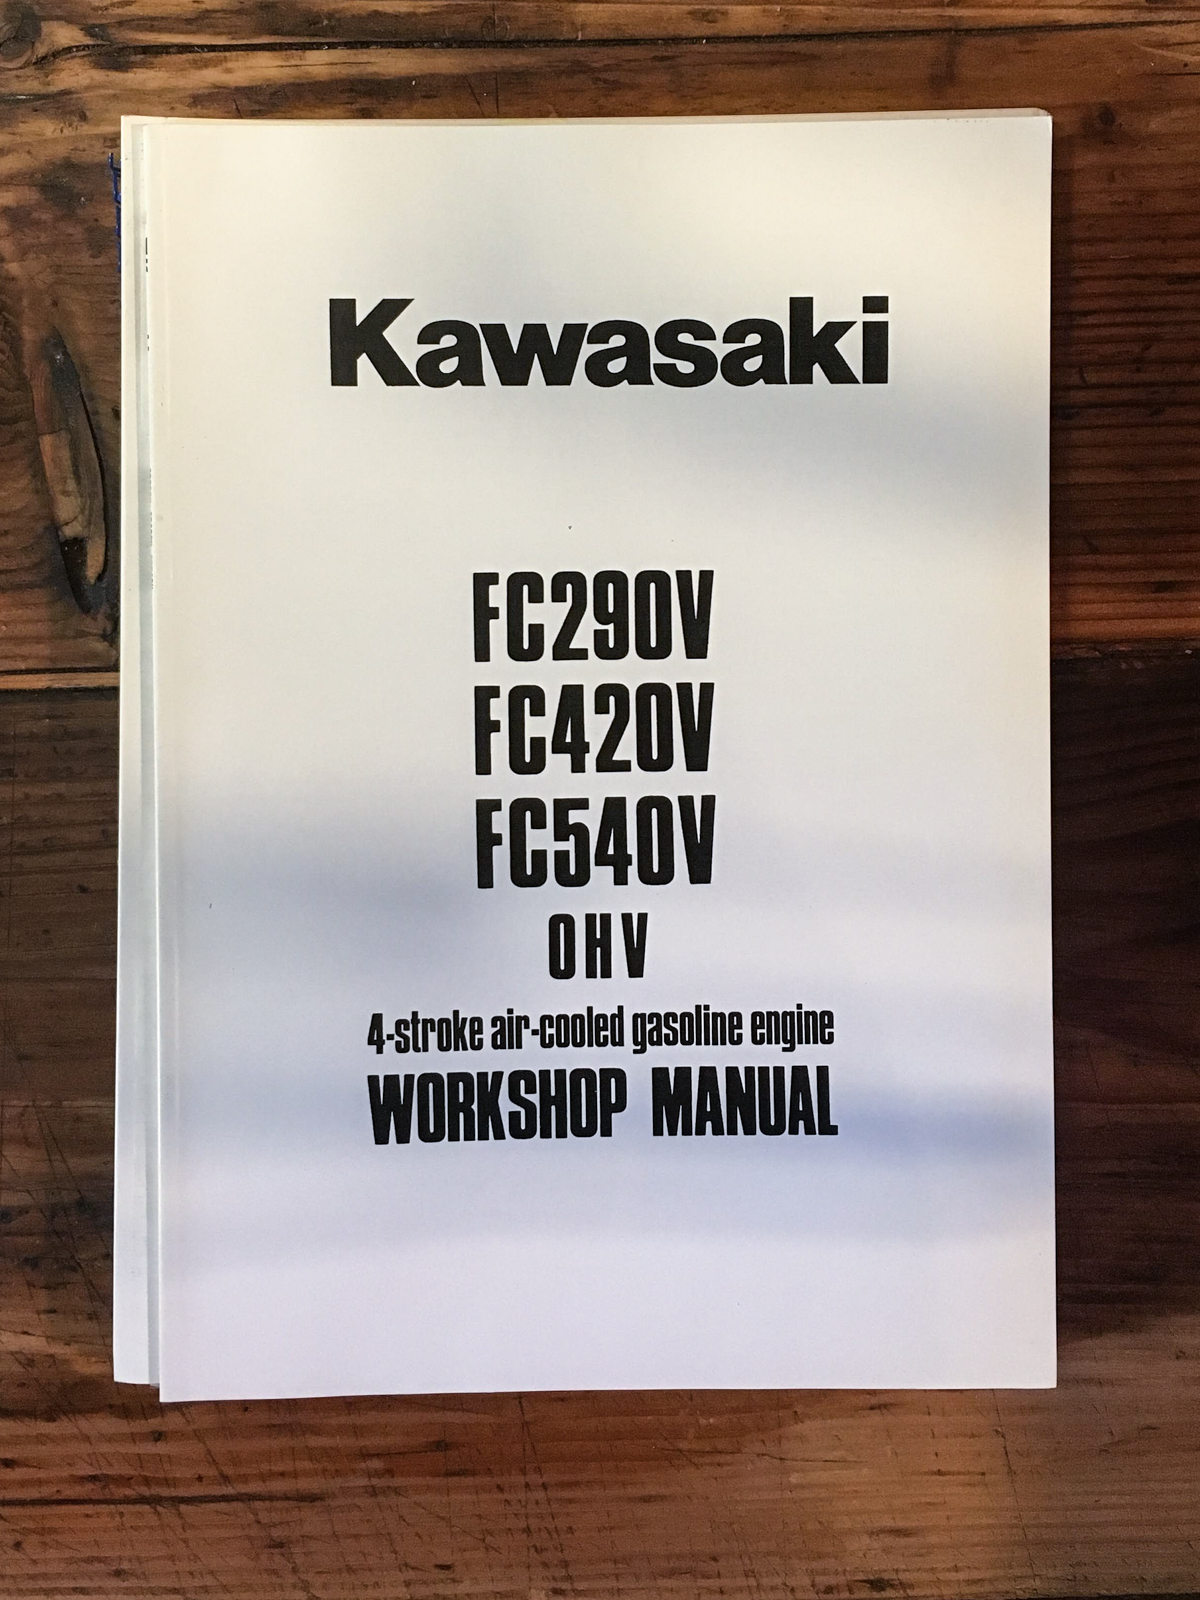 Kawasaki
FC290V
FC420V
FC540V
OHV
4-stroke air-cooled gasoline engine
WORKSHOP MANUAL